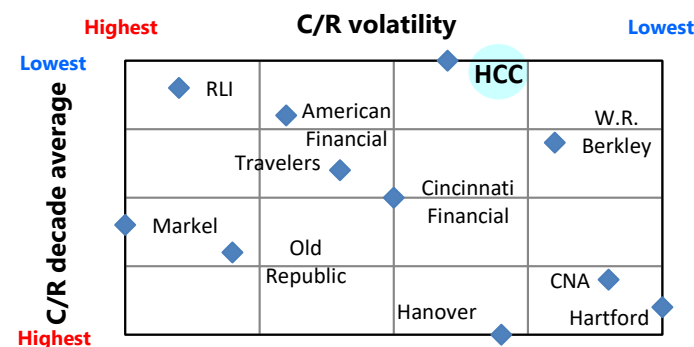 C/R volatility
Highest
Lowest
Lowest
C/R decade average
Highest
HCC
RLI
American
Financial
W.R.
Berkley
Travelers
Cincinnati
Financial
Markel
Old
Republic
CNA
Hanover
Hartford